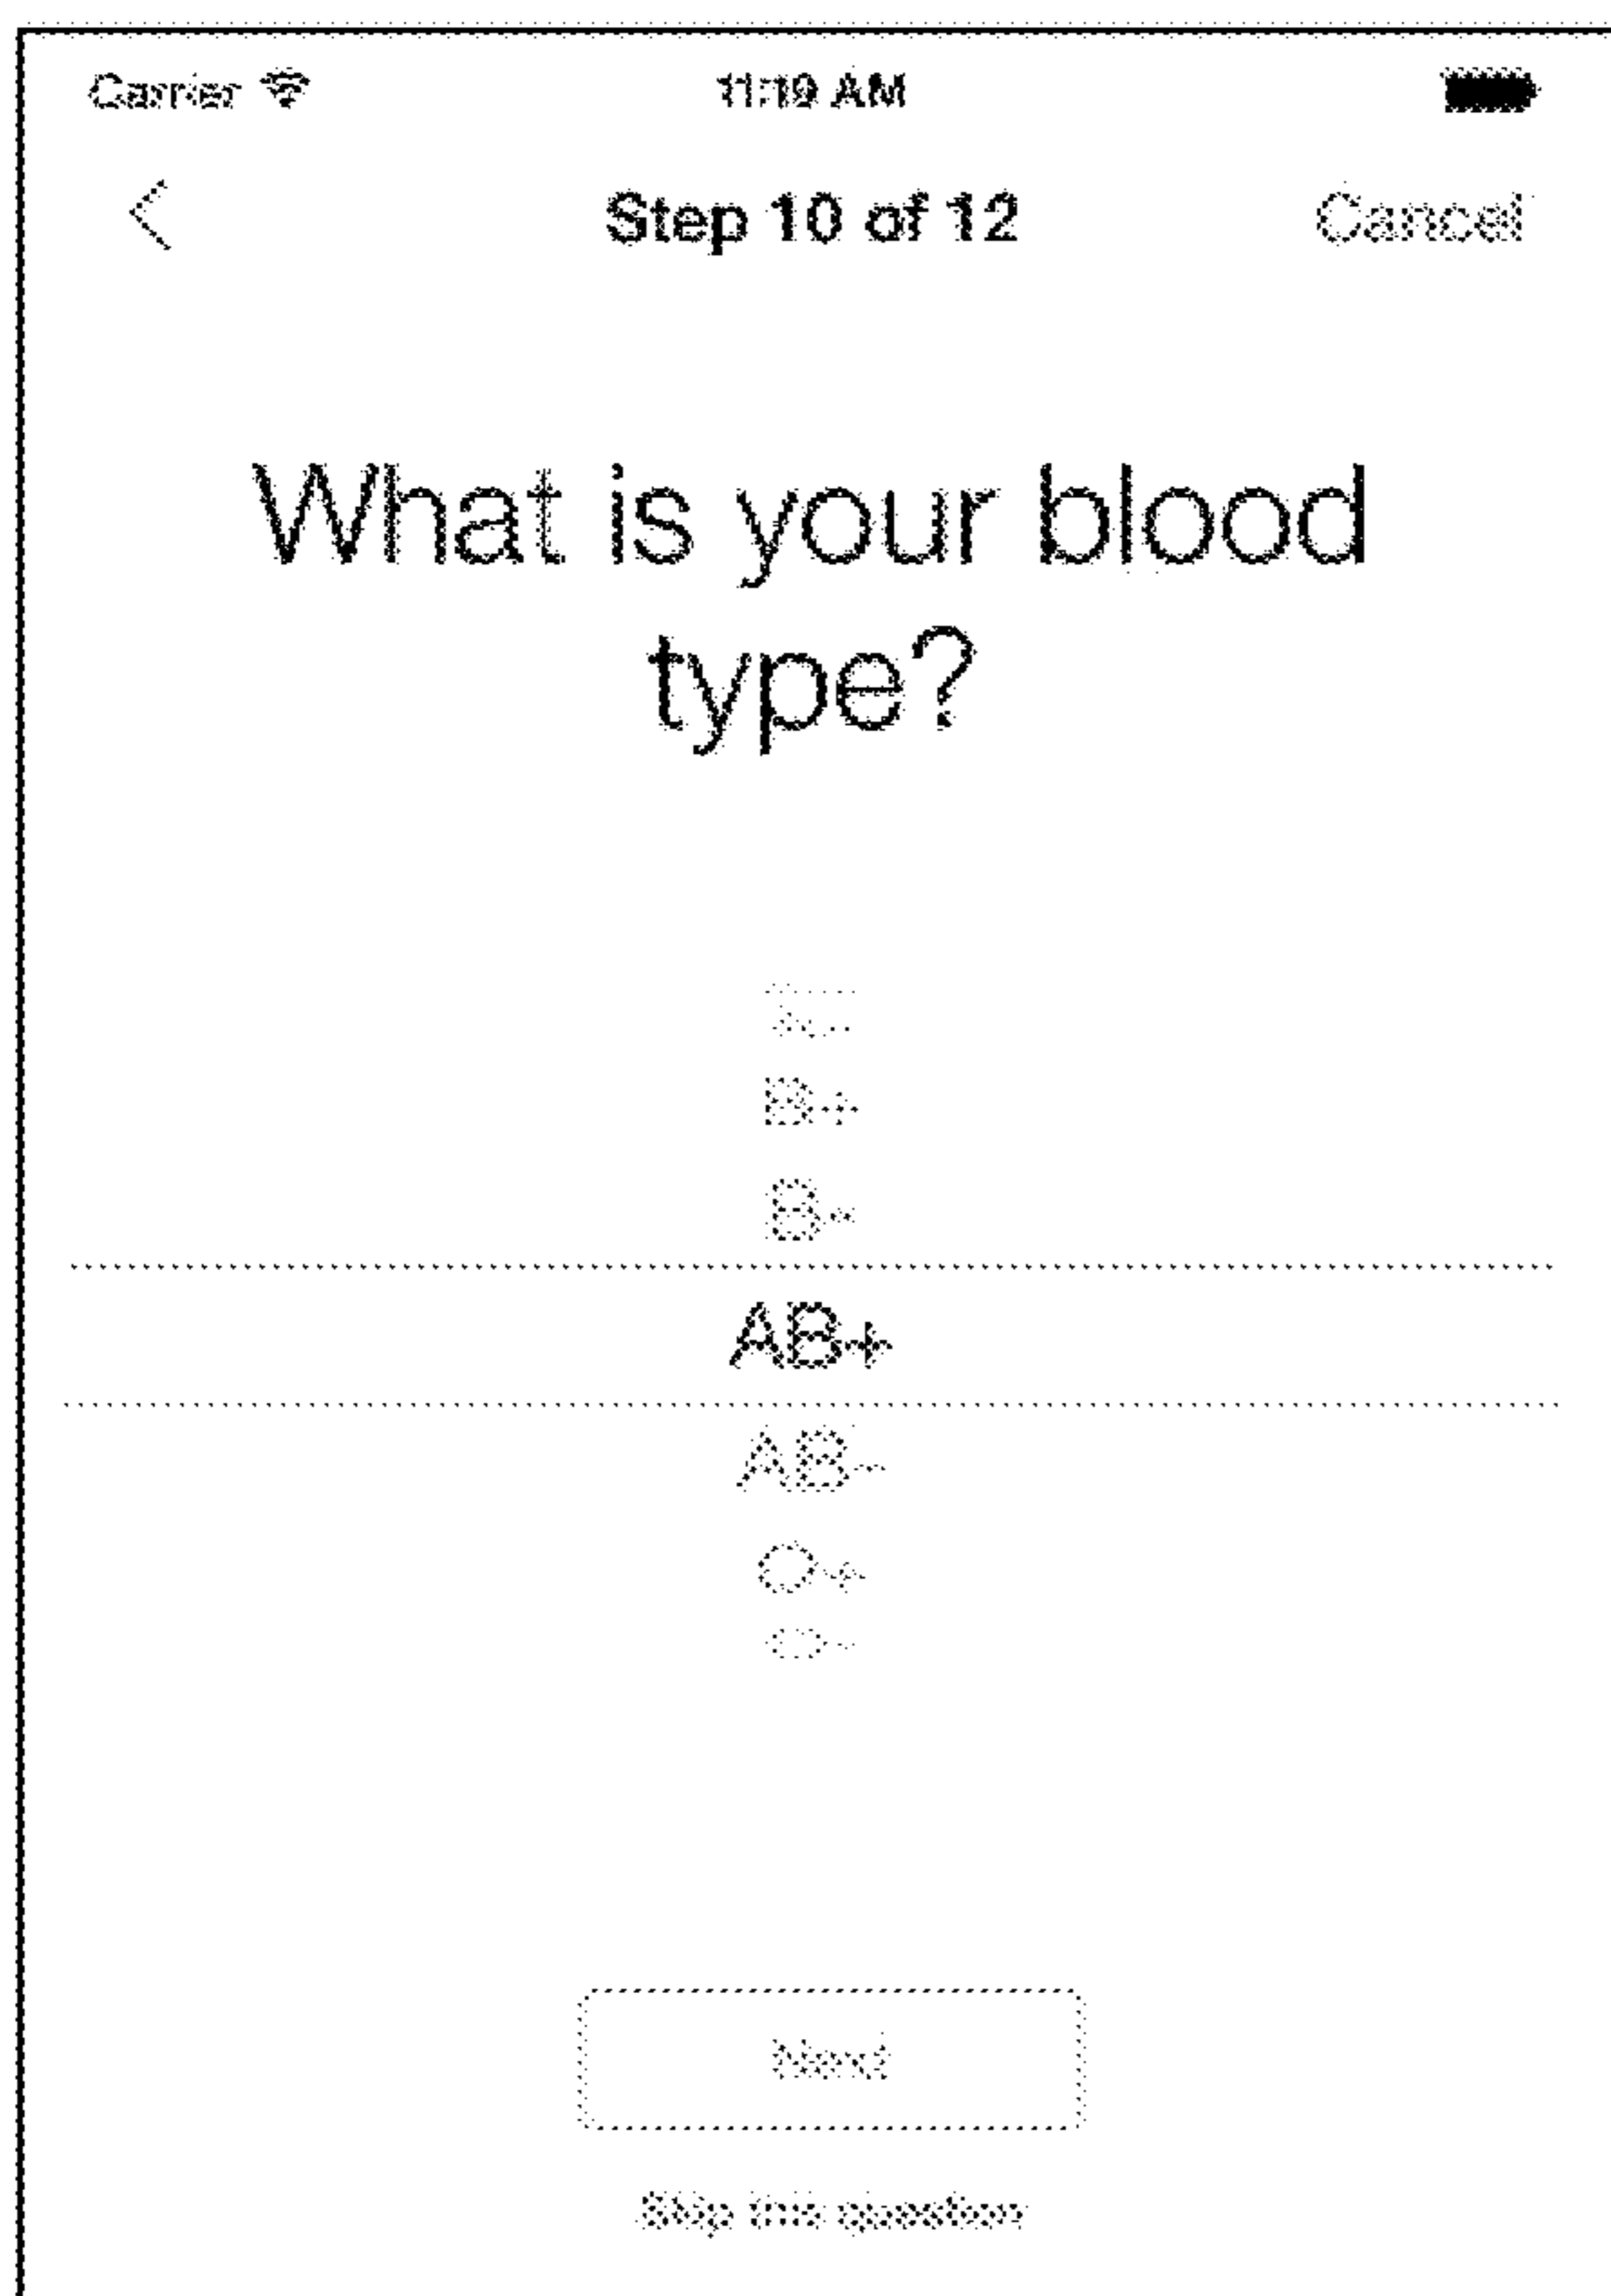 Carrier 11:19 AM
Step 10 of 12 Cancel
What is your blood
type?
B+
B-
AB+
AB-
O+
O-
Next
Skip this question